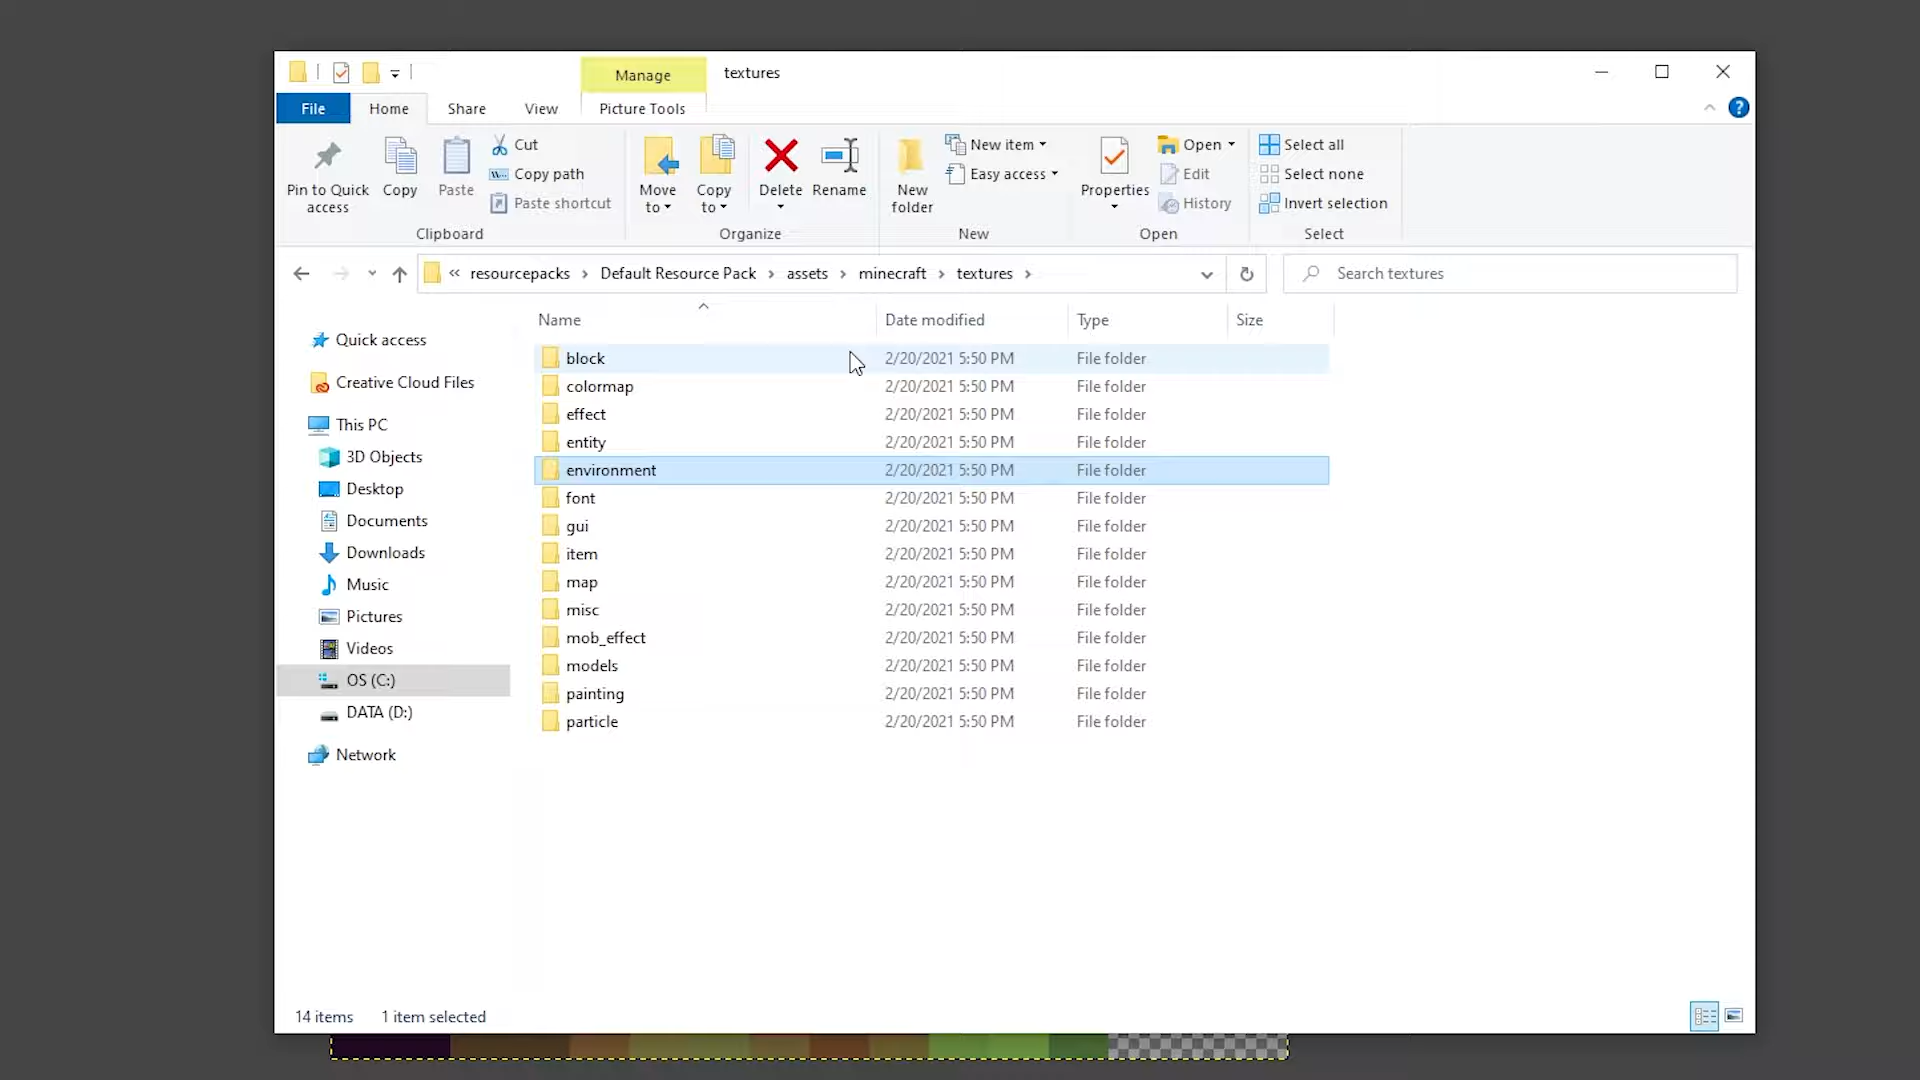 Manage
textures
File
Home
Share
View
Picture Tools
?
Pin to Quick
access
Copy
Paste
Cut
Copy path
Paste shortcut
Clipboard
Move
to
Copy
to
Delete
Rename
Organize
New
folder
New item
Easy access
New
Properties
Open
Edit
History
Open
Select all
Select none
Invert selection
Select
« resourcepacks › Default Resource Pack › assets › minecraft › textures ›
Search textures
Quick access
Creative Cloud Files
This PC
3D Objects
Desktop
Documents
Downloads
Music
Pictures
Videos
OS (C:)
DATA (D:)
Network
Name Date modified Type Size
block 2/20/2021 5:50 PM File folder
colormap 2/20/2021 5:50 PM File folder
effect 2/20/2021 5:50 PM File folder
entity 2/20/2021 5:50 PM File folder
environment 2/20/2021 5:50 PM File folder
font 2/20/2021 5:50 PM File folder
gui 2/20/2021 5:50 PM File folder
item 2/20/2021 5:50 PM File folder
map 2/20/2021 5:50 PM File folder
misc 2/20/2021 5:50 PM File folder
mob_effect 2/20/2021 5:50 PM File folder
models 2/20/2021 5:50 PM File folder
painting 2/20/2021 5:50 PM File folder
particle 2/20/2021 5:50 PM File folder
14 items 1 item selected